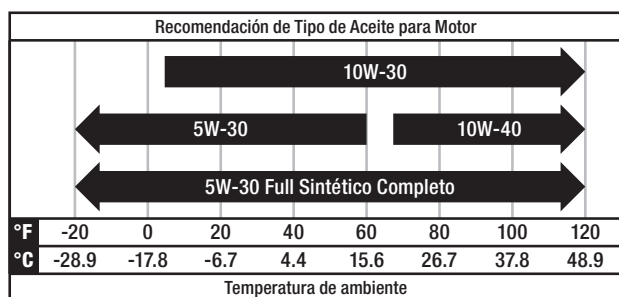 Recomendación de Tipo de Aceite para Motor
10W-30
5W-30 10W-40
5W-30 Full Sintético Completo
°F -20 0 20 40 60 80 100 120
°C -28.9 -17.8 -6.7 4.4 15.6 26.7 37.8 48.9
Temperatura de ambiente